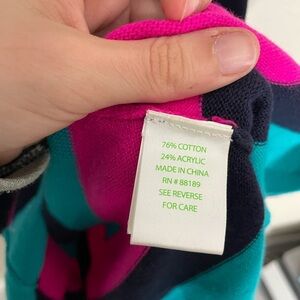 76% COTTON
24% ACRYLIC
MADE IN CHINA
RN # 88189
SEE REVERSE
FOR CARE